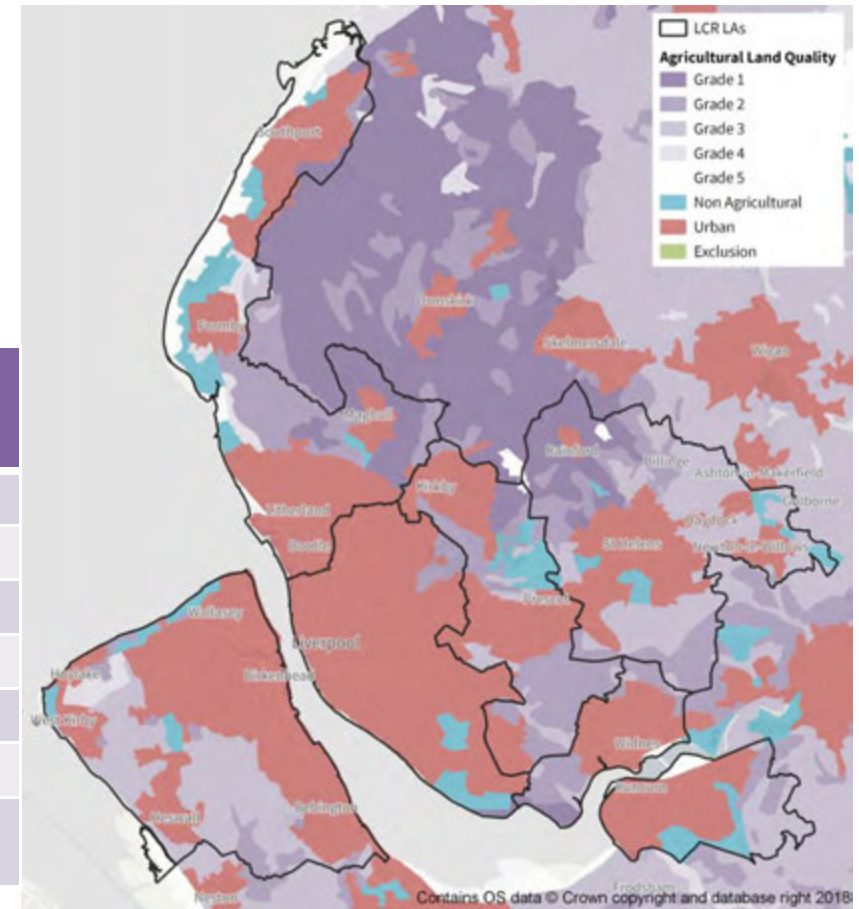 LCR LAs
Agricultural Land Quality
Grade 1
Grade 2
Grade 3
Grade 4
Grade 5
Non Agricultural
Urban
Exclusion
Southport
Ormskirk
Formby
Skelmersdale
Wigan
Maghull
Rainford
Billinge
Ashton-in-Makerfield
Kirkby
Golborne
Litherland
Haydock
Bootle
St Helens
Newton-le-Willows
Prescot
Wallasey
Liverpool
Hoylake
Birkenhead
West Kirby
Widnes
Runcorn
Heswall
Bebington
Neston
Frodsham
Contains OS data © Crown copyright and database right 2018